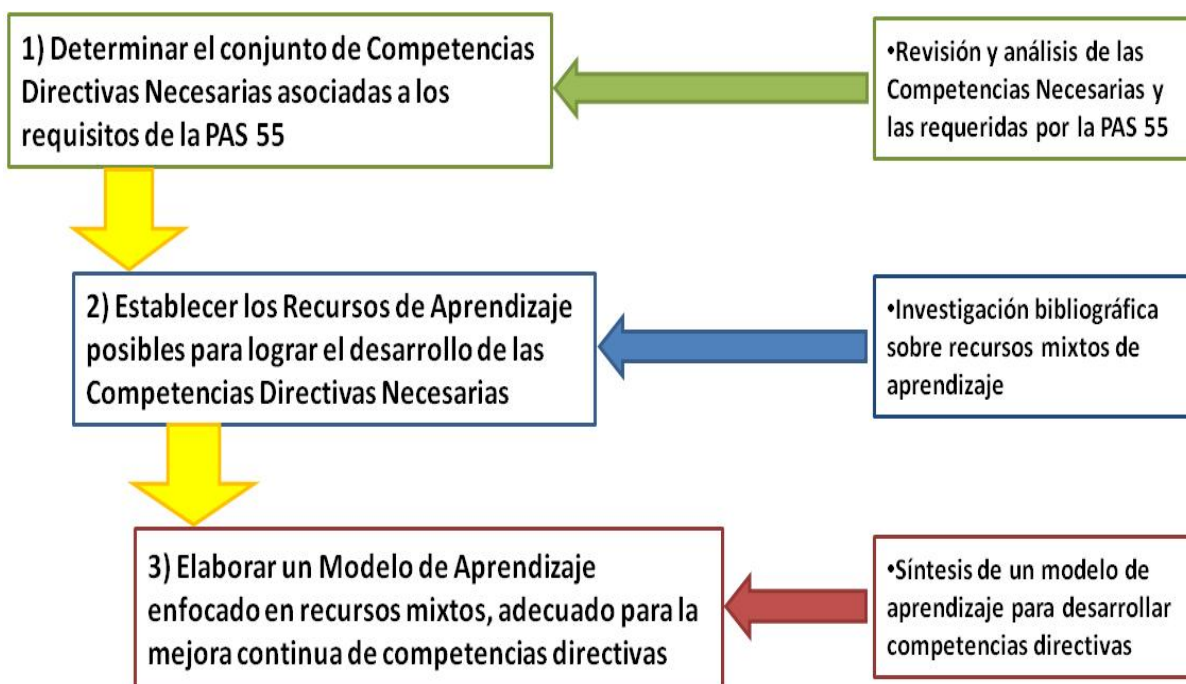 1) Determinar el conjunto de Competencias
Directivas Necesarias asociadas a los
requisitos de la PAS 55
•Revisión y análisis de las
Competencias Necesarias y
las requeridas por la PAS 55
2) Establecer los Recursos de Aprendizaje
posibles para lograr el desarrollo de las
Competencias Directivas Necesarias
•Investigación bibliográfica
sobre recursos mixtos de
aprendizaje
3) Elaborar un Modelo de Aprendizaje
enfocado en recursos mixtos, adecuado para la
mejora continua de competencias directivas
•Síntesis de un modelo de
aprendizaje para desarrollar
competencias directivas